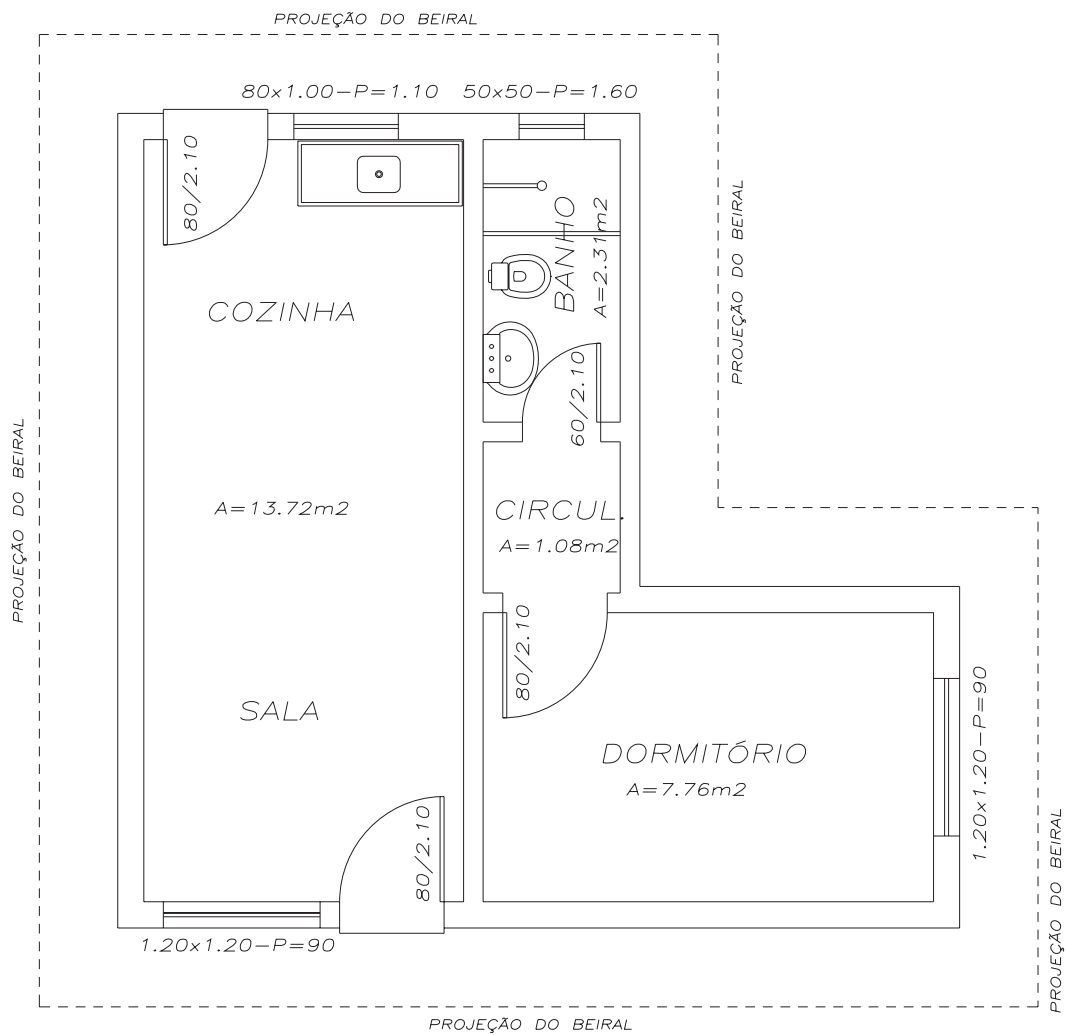 PROJEÇÃO DO BEIRAL
80x1.00-P=1.10
50x50-P=1.60
80/2.10
BANHO
A=2.31m2
PROJEÇÃO DO BEIRAL
COZINHA
60/2.10
PROJEÇÃO DO BEIRAL
A=13.72m2
CIRCUL.
A=1.08m2
80/2.10
SALA
DORMITÓRIO
A=7.76m2
1.20x1.20-P=90
80/2.10
1.20x1.20-P=90
PROJEÇÃO DO BEIRAL
PROJEÇÃO DO BEIRAL